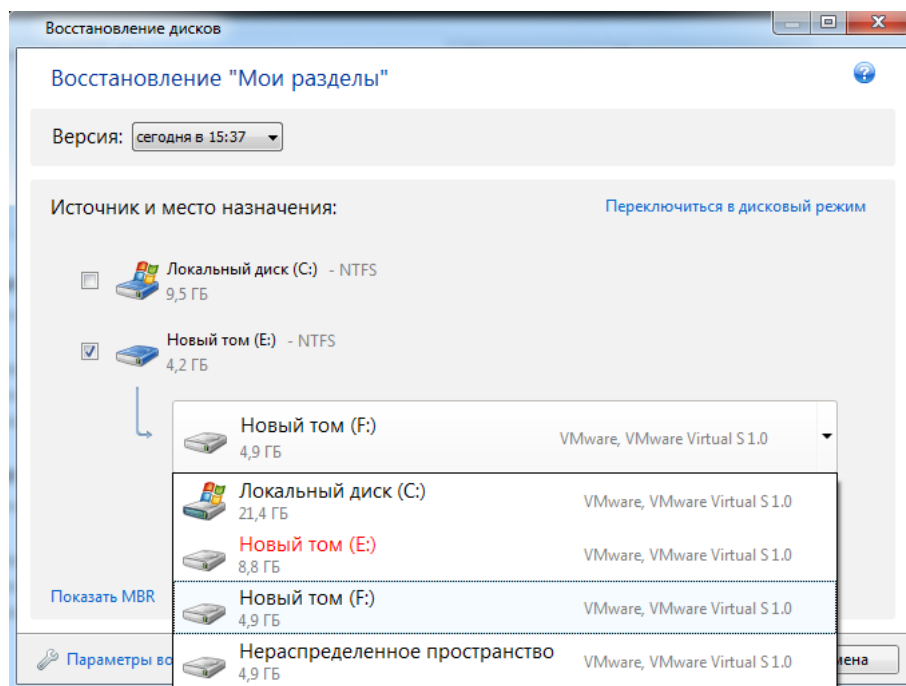 Восстановление дисков
Восстановление "Мои разделы"
Версия: сегодня в 15:37
Источник и место назначения: Переключиться в дисковый режим
Локальный диск (C:) - NTFS
9,5 ГБ
Новый том (E:) - NTFS
4,2 ГБ
Новый том (F:) VMware, VMware Virtual S 1.0
4,9 ГБ
Локальный диск (C:) VMware, VMware Virtual S 1.0
21,4 ГБ
Новый том (E:) VMware, VMware Virtual S 1.0
8,8 ГБ
Показать MBR
Новый том (F:) VMware, VMware Virtual S 1.0
4,9 ГБ
Параметры
Нераспределенное пространство VMware, VMware Virtual S 1.0
4,9 ГБ